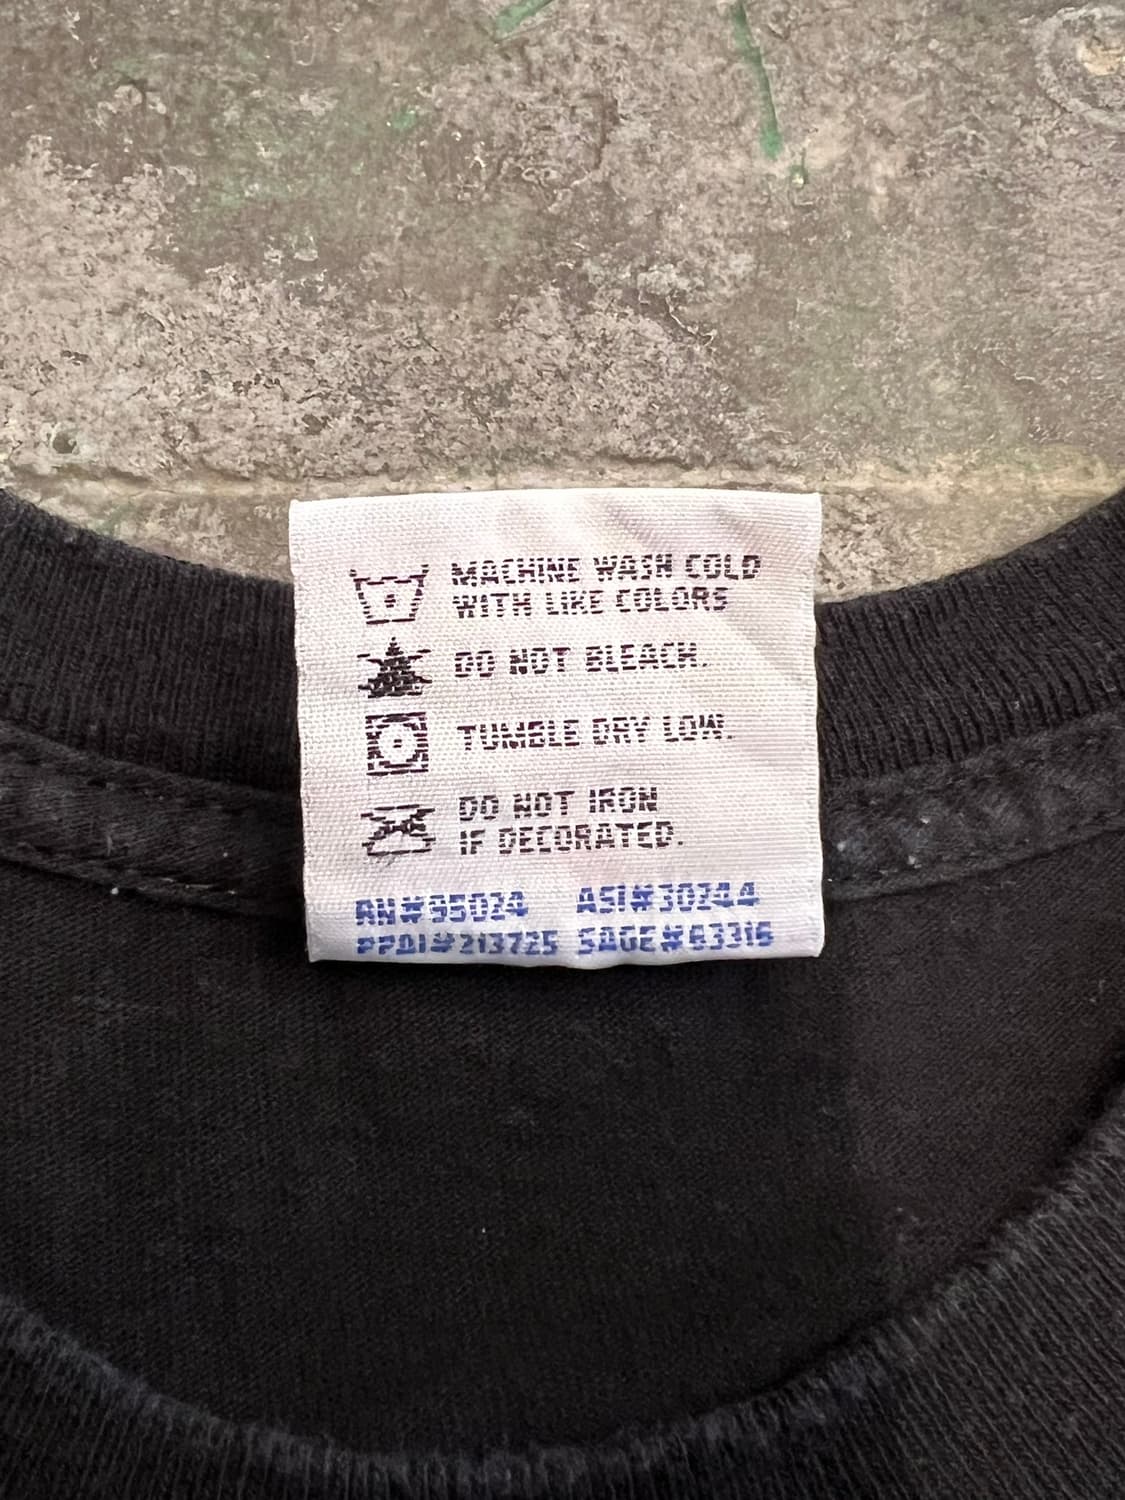 MACHINE WASH COLD
WITH LIKE COLORS
DO NOT BLEACH.
TUMBLE DRY LOW.
DO NOT IRON
IF DECORATED.
RN#95024 ASI#30244
PPAI#213725 SAGE#63316